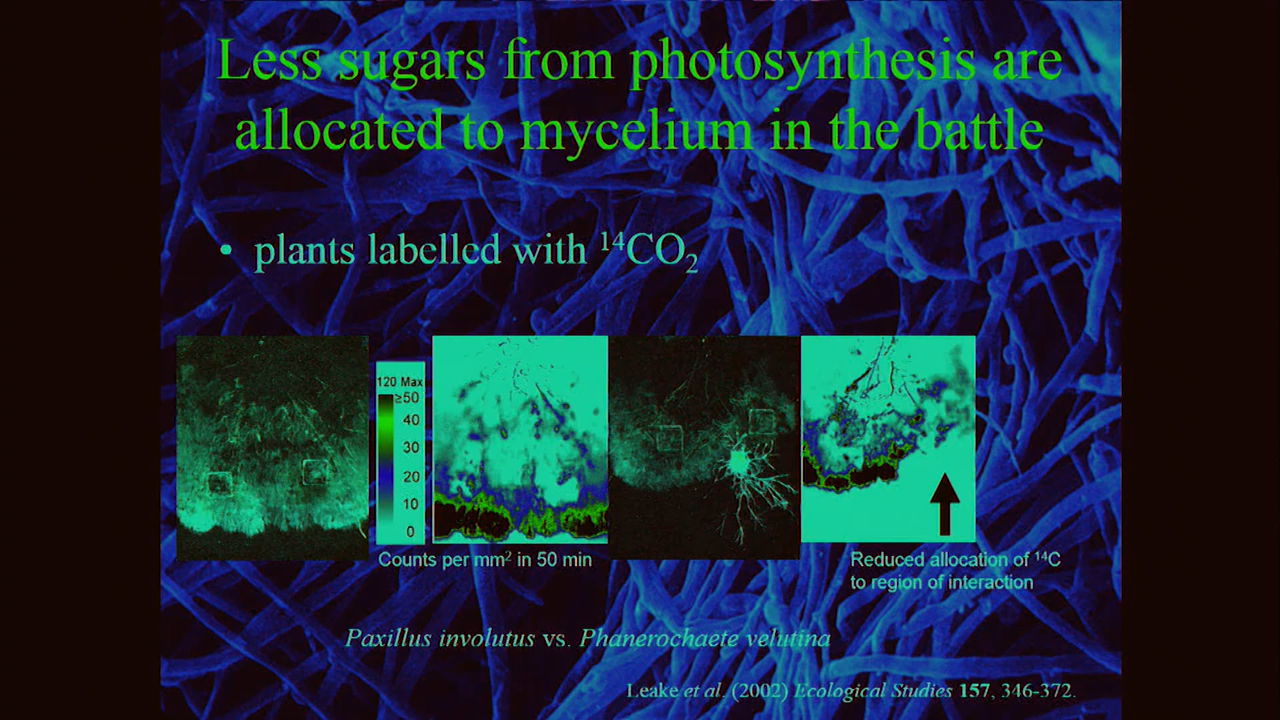 Less sugars from photosynthesis are
allocated to mycelium in the battle
• plants labelled with ¹⁴CO₂
120 Max
≥50
40
30
20
10
0
Counts per mm² in 50 min
Reduced allocation of ¹⁴C
to region of interaction
Paxillus involutus vs. Phanerochaete velutina
Leake et al. (2002) Ecological Studies 157, 346-372.